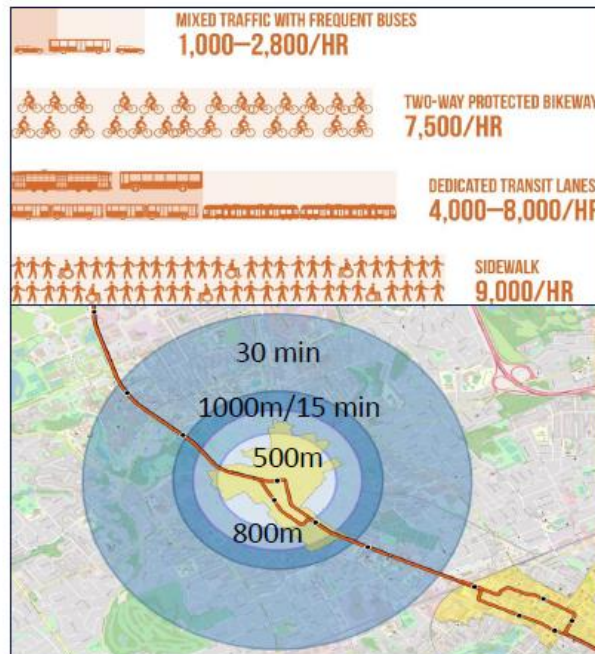 MIXED TRAFFIC WITH FREQUENT BUSES
1,000—2,800/HR
TWO-WAY PROTECTED BIKEWAY
7,500/HR
DEDICATED TRANSIT LANES
4,000—8,000/HR
SIDEWALK
9,000/HR
30 min
1000m/15 min
500m
800m